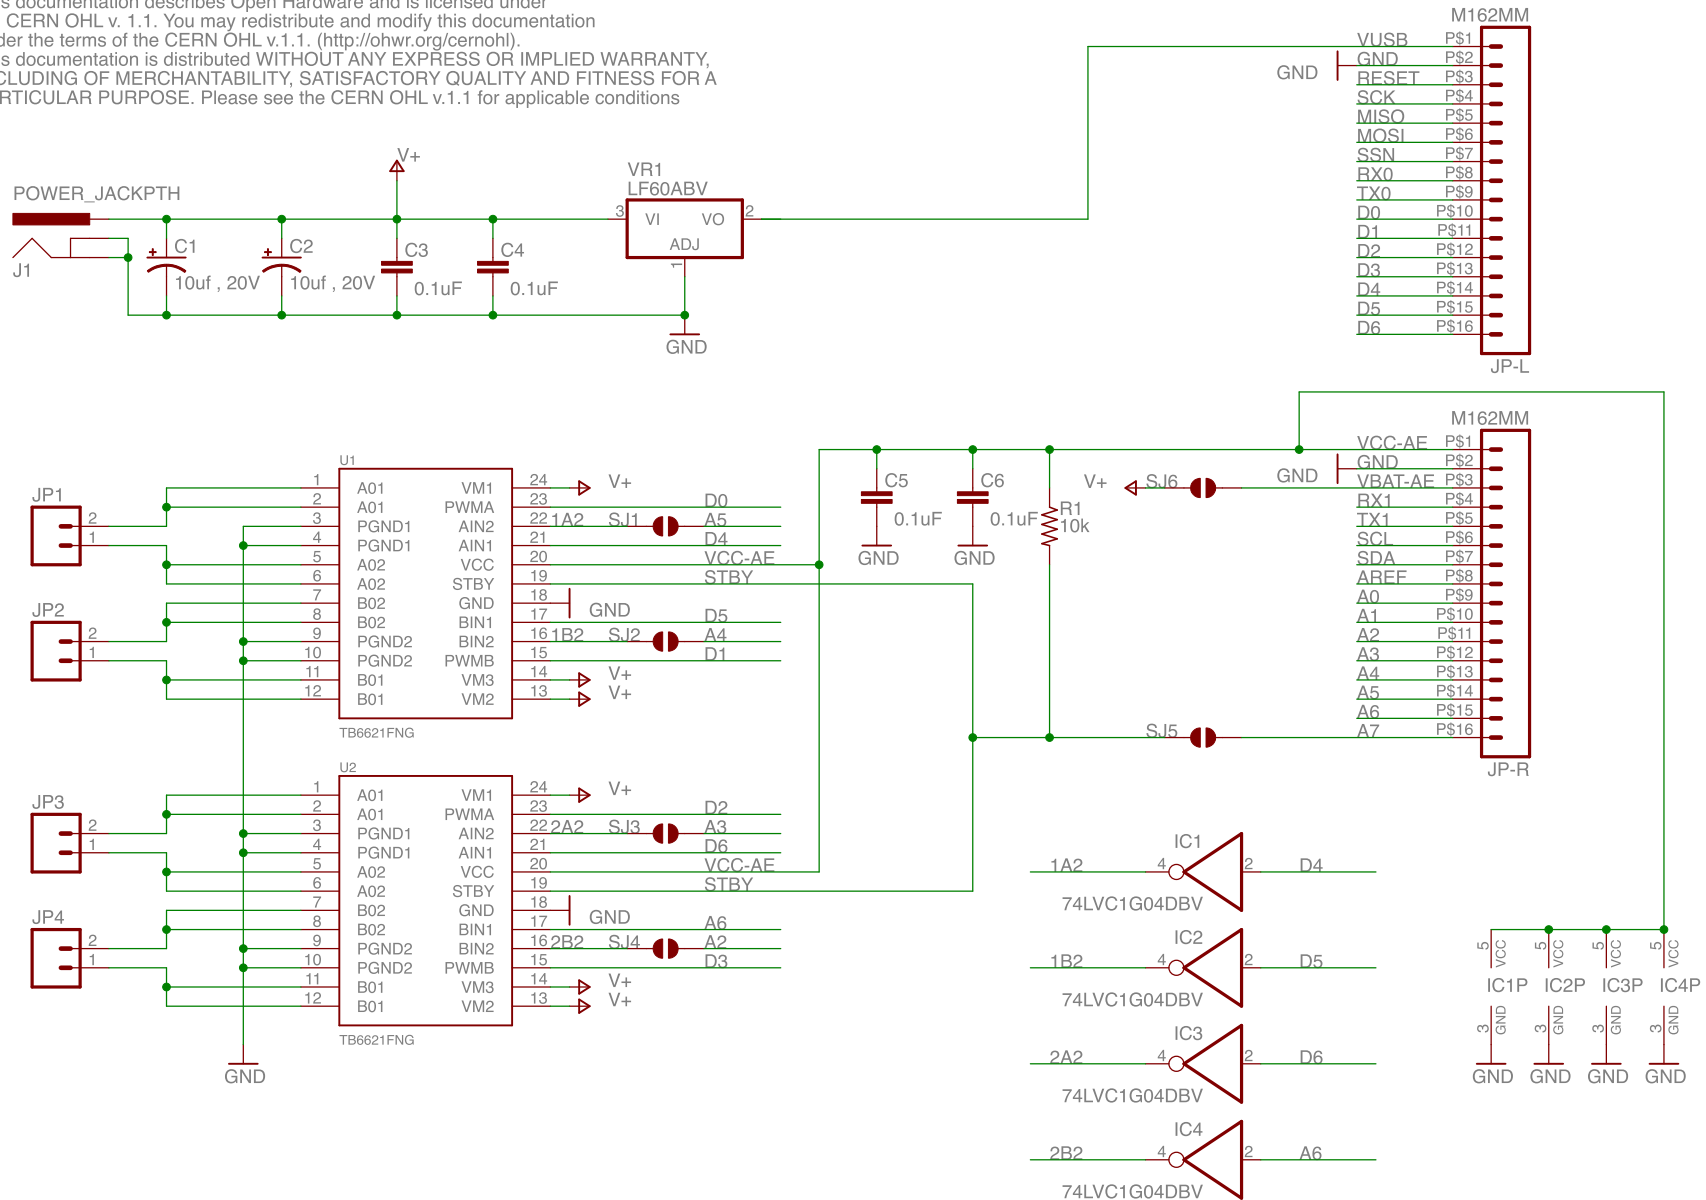 s documentation describes Open Hardware and is licensed under
CERN OHL v. 1.1. You may redistribute and modify this documentation
der the terms of the CERN OHL v.1.1. (http://ohwr.org/cernohl).
s documentation is distributed WITHOUT ANY EXPRESS OR IMPLIED WARRANTY,
CLUDING OF MERCHANTABILITY, SATISFACTORY QUALITY AND FITNESS FOR A
RTICULAR PURPOSE. Please see the CERN OHL v.1.1 for applicable conditions
M162MM
VUSB P$1
GND GND P$2
RESET P$3
SCK P$4
MISO P$5
MOSI P$6
SSN P$7
RX0 P$8
TX0 P$9
D0 P$10
D1 P$11
D2 P$12
D3 P$13
D4 P$14
D5 P$15
D6 P$16
JP-L
V+
POWER_JACKPTH
J1
C1
10uf , 20V
C2
10uf , 20V
C3
0.1uF
C4
0.1uF
VR1
LF60ABV
3 VI VO 2
ADJ
1
GND
M162MM
VCC-AE P$1
GND GND P$2
V+ SJ6 VBAT-AE P$3
RX1 P$4
TX1 P$5
SCL P$6
SDA P$7
AREF P$8
A0 P$9
A1 P$10
A2 P$11
A3 P$12
A4 P$13
A5 P$14
A6 P$15
SJ5 A7 P$16
JP-R
C5
0.1uF
GND
C6
0.1uF
GND
R1
10k
JP1
2
1
JP2
2
1
U1
1 A01 VM1 24 V+
2 A01 PWMA 23 D0
3 PGND1 AIN2 22 1A2 SJ1 A5
4 PGND1 AIN1 21 D4
5 A02 VCC 20 VCC-AE
6 A02 STBY 19 STBY
7 B02 GND 18 GND
8 B02 BIN1 17 D5
9 PGND2 BIN2 16 1B2 SJ2 A4
10 PGND2 PWMB 15 D1
11 B01 VM3 14 V+
12 B01 VM2 13 V+
TB6621FNG
JP3
2
1
JP4
2
1
U2
1 A01 VM1 24 V+
2 A01 PWMA 23 D2
3 PGND1 AIN2 22 2A2 SJ3 A3
4 PGND1 AIN1 21 D6
5 A02 VCC 20 VCC-AE
6 A02 STBY 19 STBY
7 B02 GND 18 GND
8 B02 BIN1 17 A6
9 PGND2 BIN2 16 2B2 SJ4 A2
10 PGND2 PWMB 15 D3
11 B01 VM3 14 V+
12 B01 VM2 13 V+
TB6621FNG
GND
IC1
1A2 4 2 D4
74LVC1G04DBV
IC2
1B2 4 2 D5
74LVC1G04DBV
IC3
2A2 4 2 D6
74LVC1G04DBV
IC4
2B2 4 2 A6
74LVC1G04DBV
5 VCC 5 VCC 5 VCC 5 VCC
IC1P IC2P IC3P IC4P
3 GND 3 GND 3 GND 3 GND
GND GND GND GND